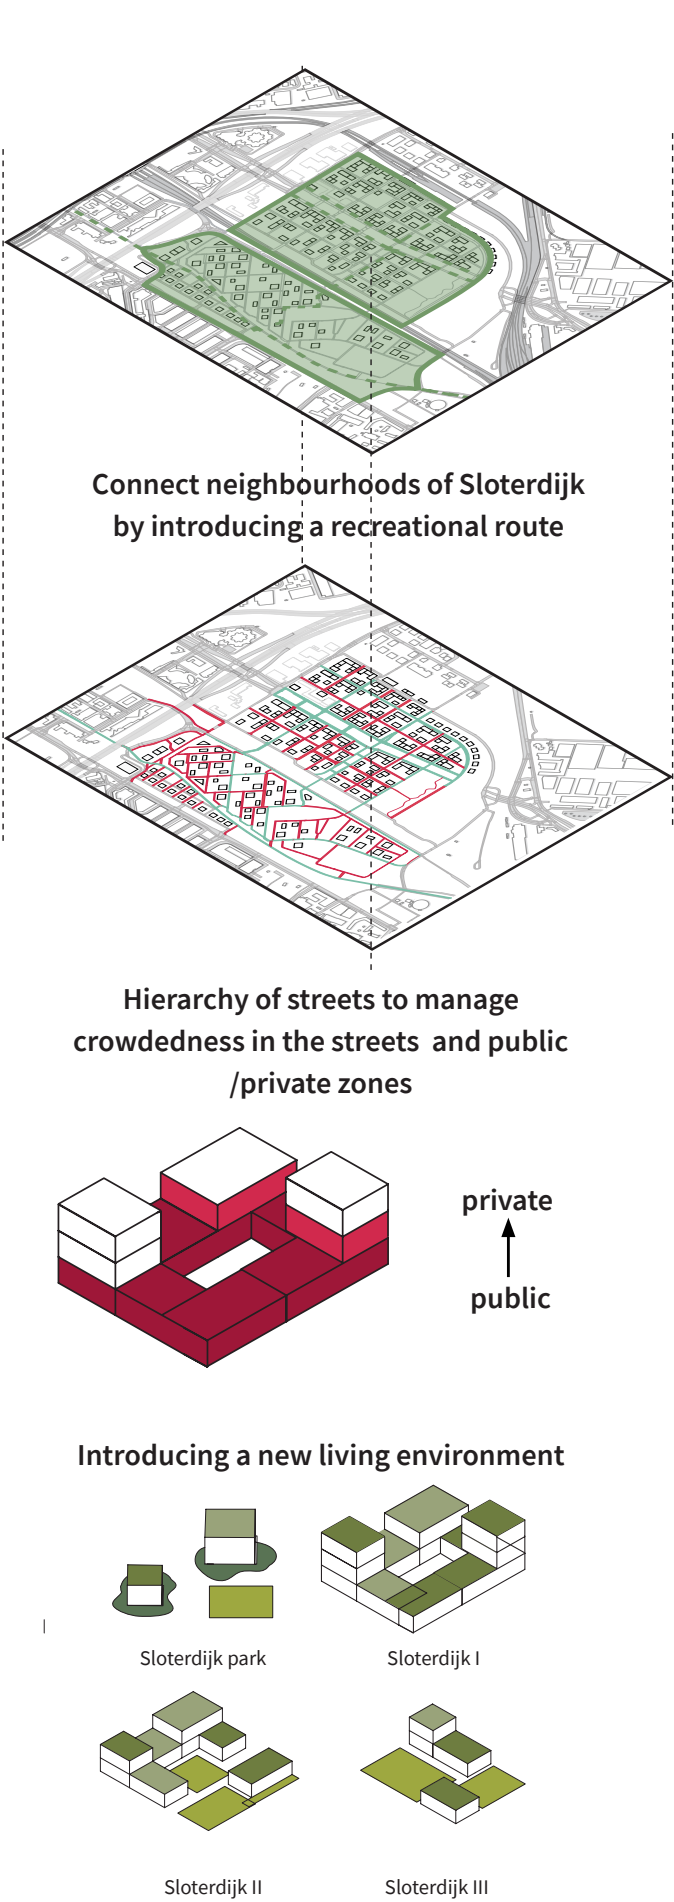 Connect neighbourhoods of Sloterdijk
by introducing a recreational route
Hierarchy of streets to manage
crowdedness in the streets and public
/private zones
private
public
Introducing a new living environment
Sloterdijk park
Sloterdijk I
Sloterdijk II
Sloterdijk III